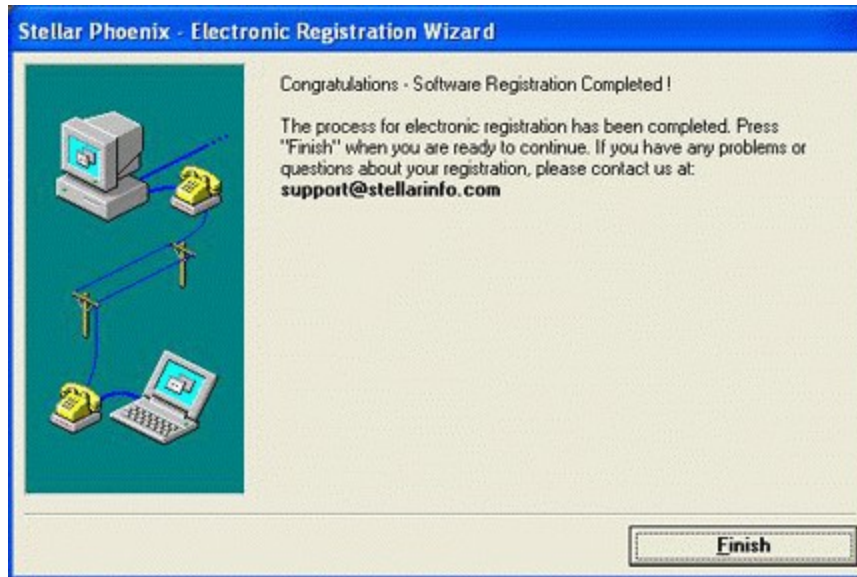 Stellar Phoenix - Electronic Registration Wizard
Congratulations - Software Registration Completed !
The process for electronic registration has been completed. Press
"Finish" when you are ready to continue. If you have any problems or
questions about your registration, please contact us at:
support@stellarinfo.com
Finish